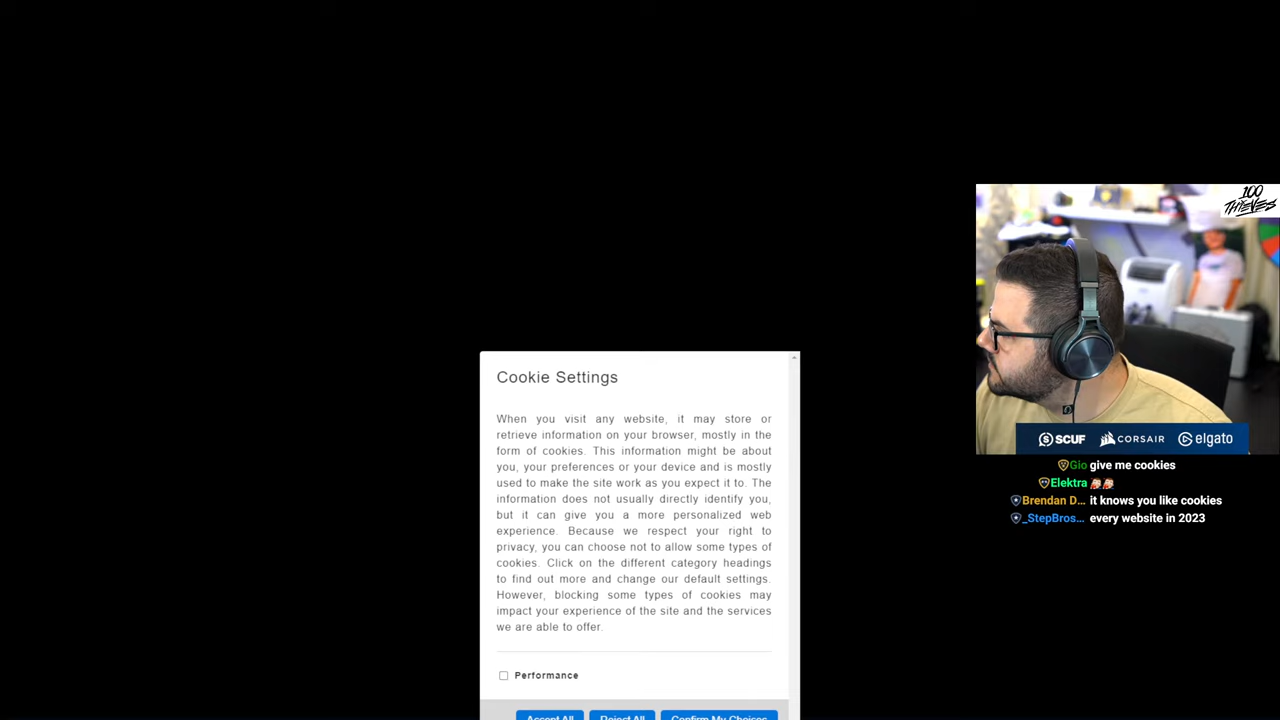 100
THIEVES
Cookie Settings
When you visit any website, it may store or
retrieve information on your browser, mostly in the
form of cookies. This information might be about
you, your preferences or your device and is mostly
used to make the site work as you expect it to. The
information does not usually directly identify you,
but it can give you a more personalized web
experience. Because we respect your right to
privacy, you can choose not to allow some types of
cookies. Click on the different category headings
to find out more and change our default settings.
However, blocking some types of cookies may
impact your experience of the site and the services
we are able to offer.
Performance
Accept All Reject All Confirm My Choices
SCUF CORSAIR elgato
Gio give me cookies
Elektra
Brendan D... it knows you like cookies
_StepBros... every website in 2023